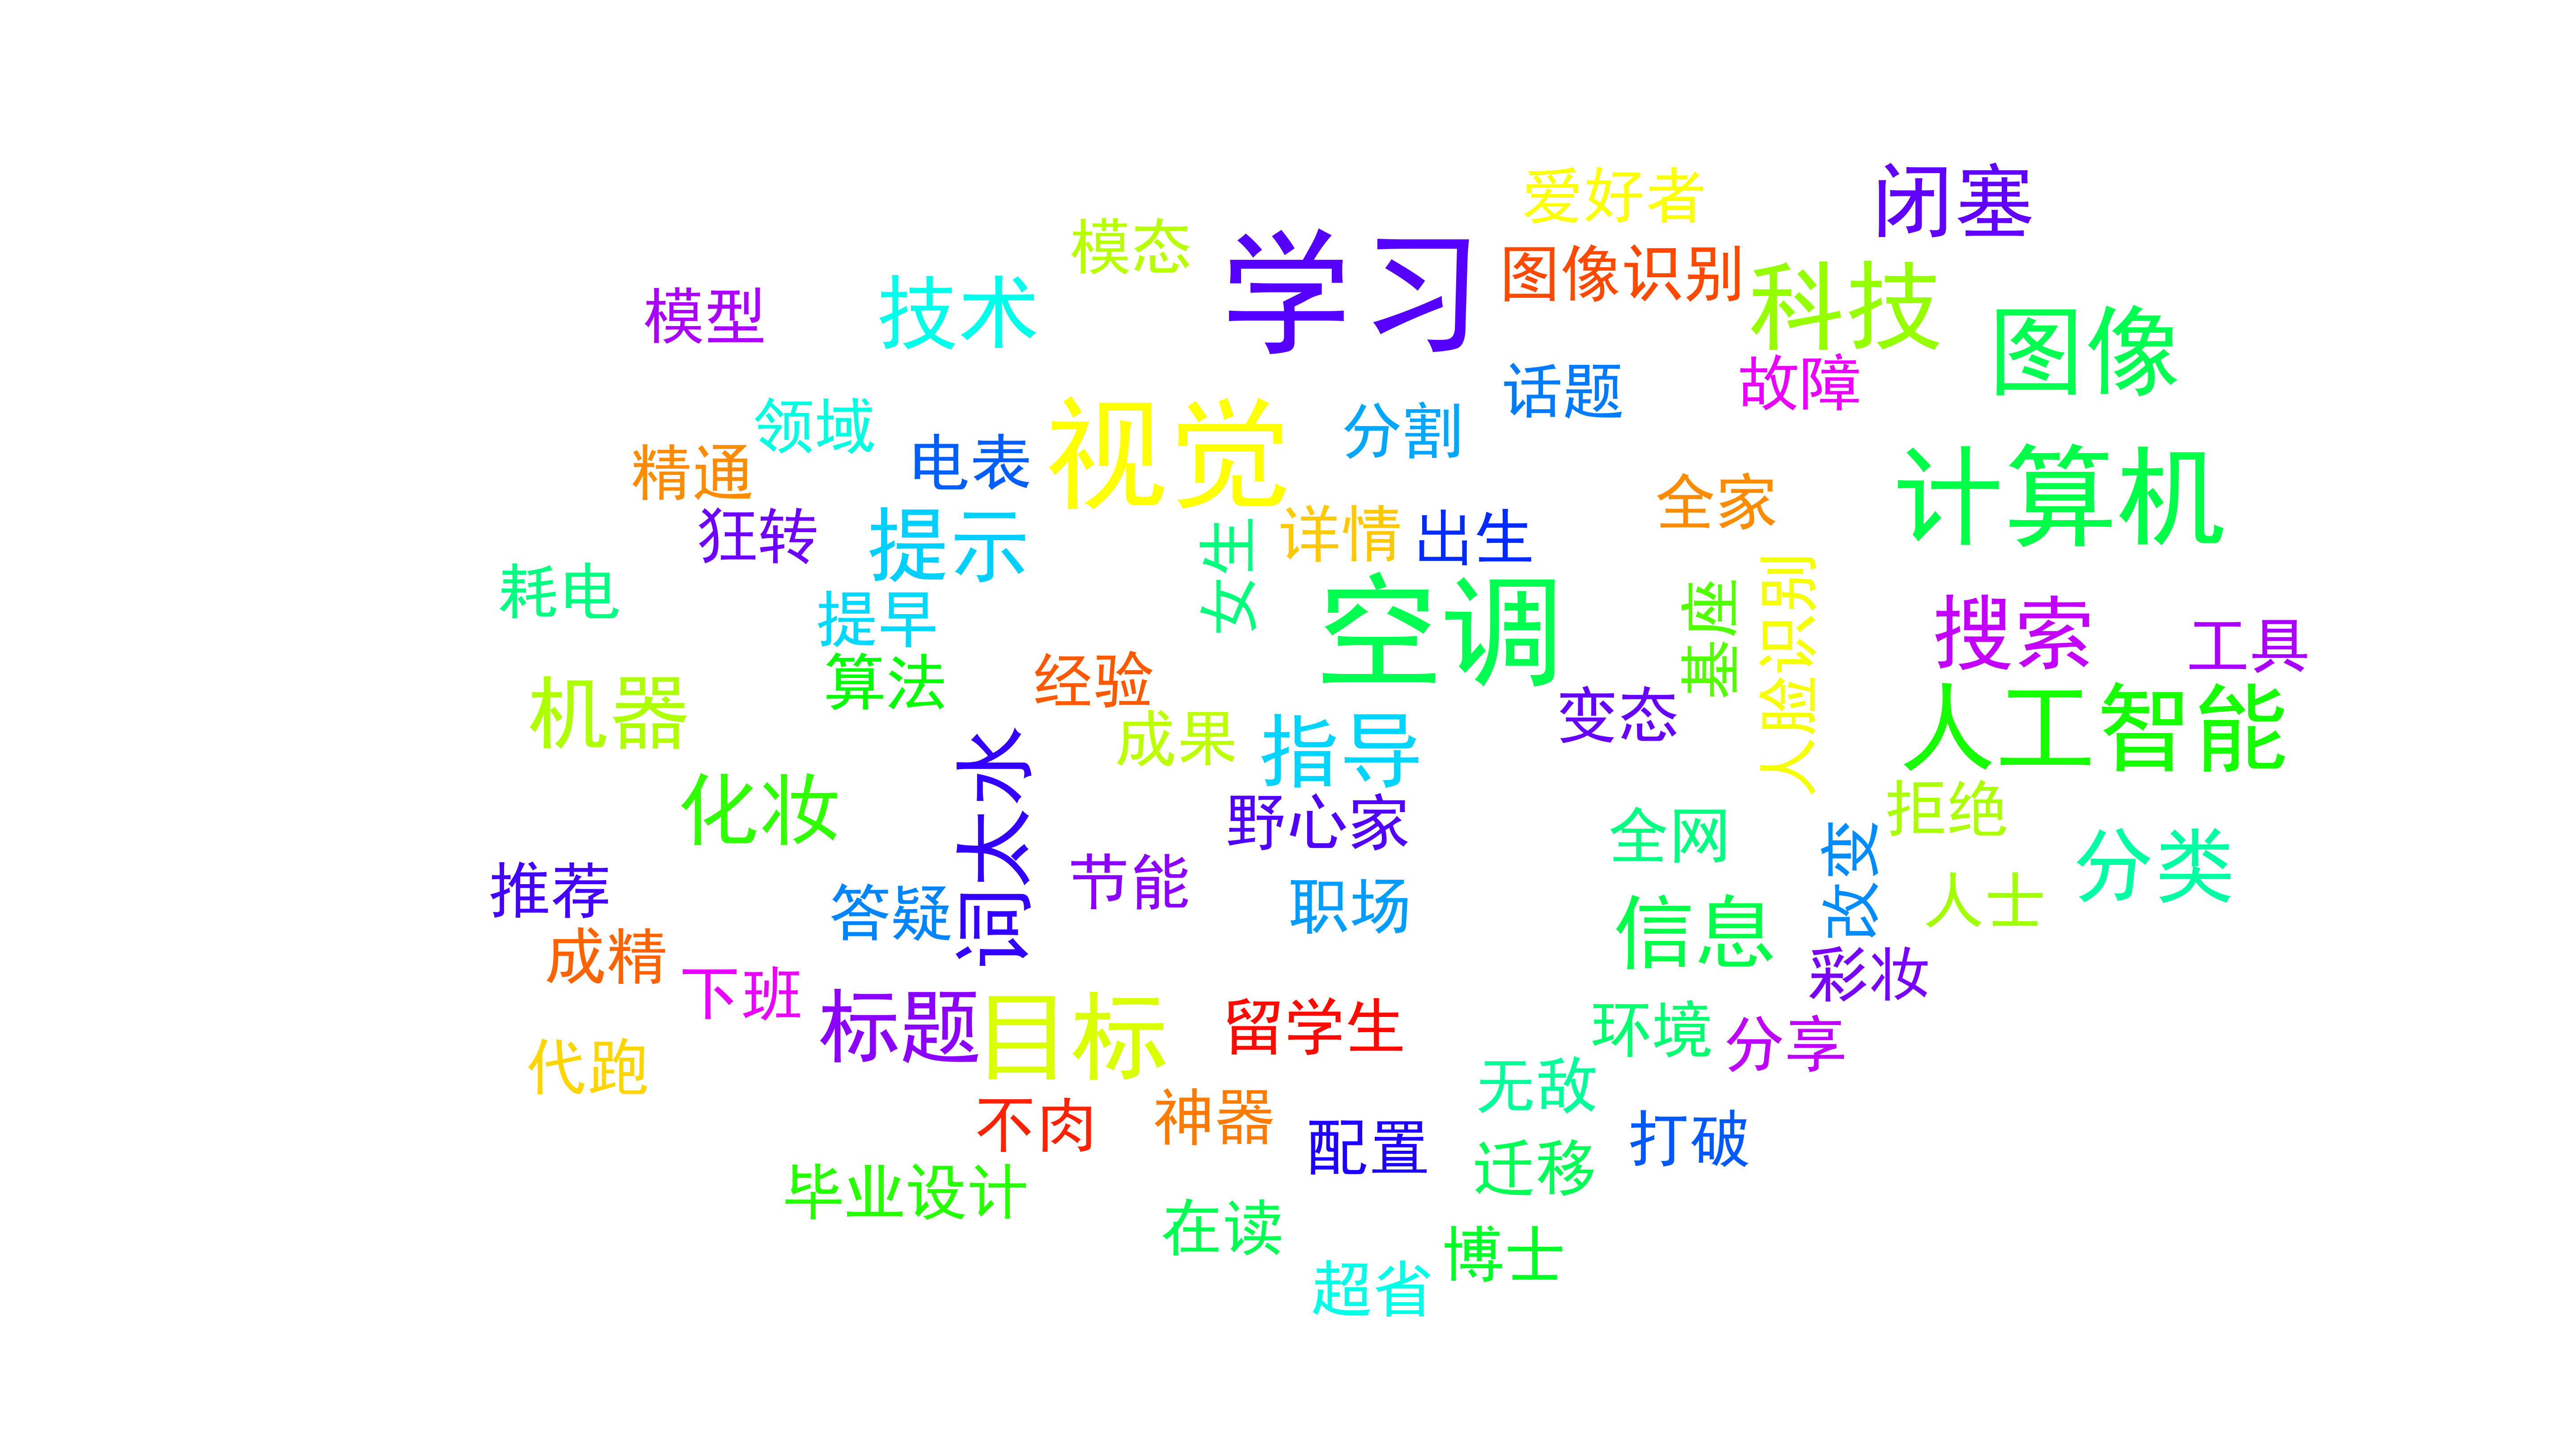 爱好者
闭塞
模态
学习
图像识别
科技
技术
模型
图像
话题
故障
领域
视觉
分割
电表
精通
全家
计算机
狂转
提示
女生
详情
出生
耗电
提早
空调
基座
人脸识别
搜索
工具
算法
经验
机器
成果
指导
变态
人工智能
化妆
词太水
野心家
全网
拒绝
改变
分类
推荐
答疑
节能
职场
信息
人士
成精
下班
彩妆
标题
目标
留学生
环境
分享
代跑
不肉
神器
配置
无敌
打破
迁移
毕业设计
在读
博士
超省